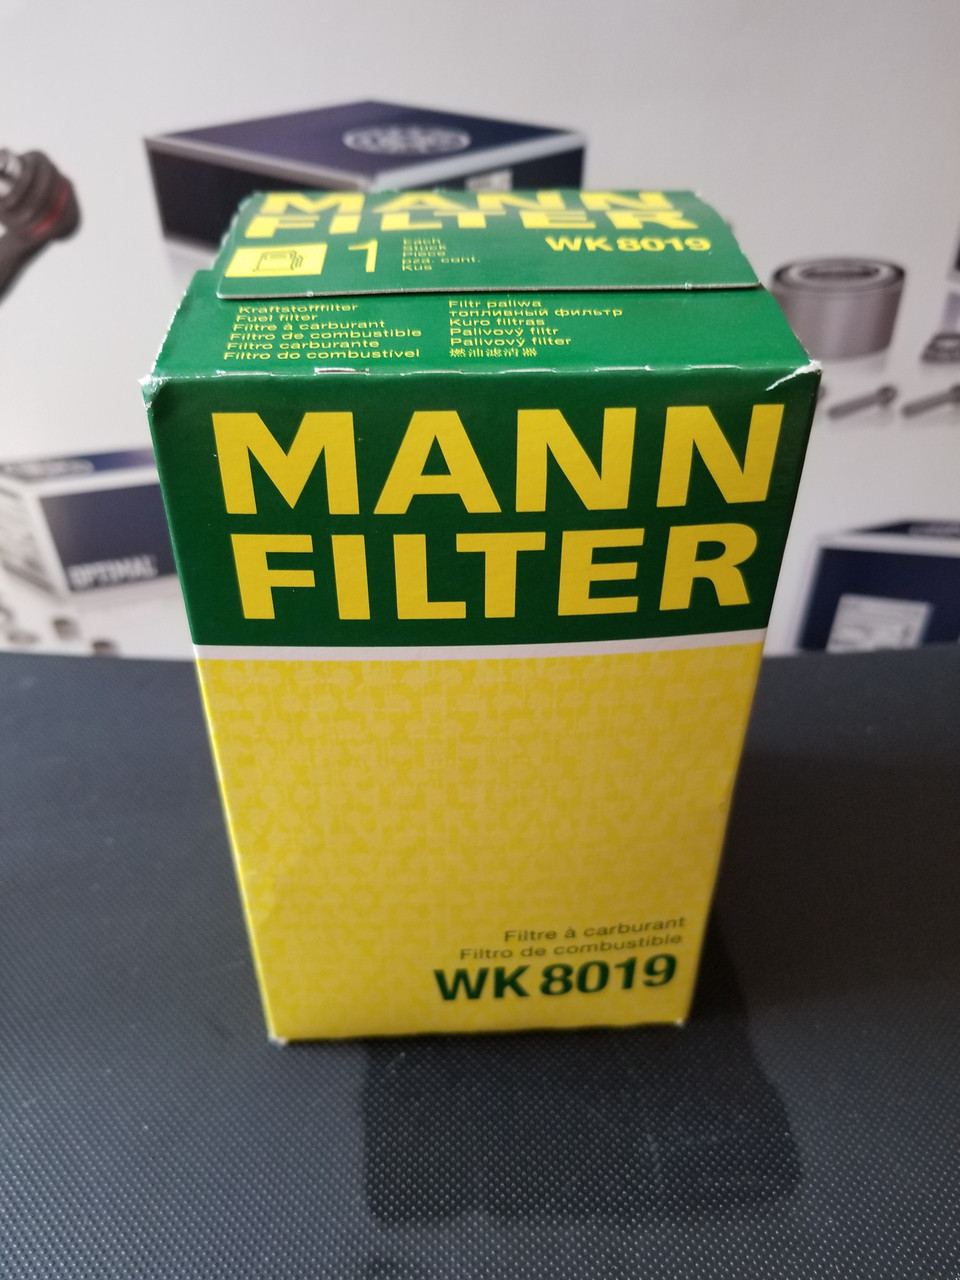 MANN
FILTER
1
Each.
Stück
Pièce
pza. cont.
Kus
WK 8019
Kraftstofffilter
Fuel filter
Filtre à carburant
Filtro de combustible
Filtro carburante
Filtro do combustível
Filtr paliwa
топливный фильтр
Kuro filtras
Palivový filtr
Palivový filter
燃油滤清器
MANN
FILTER
Filtre à carburant
Filtro de combustible
WK 8019
OPTIMAL